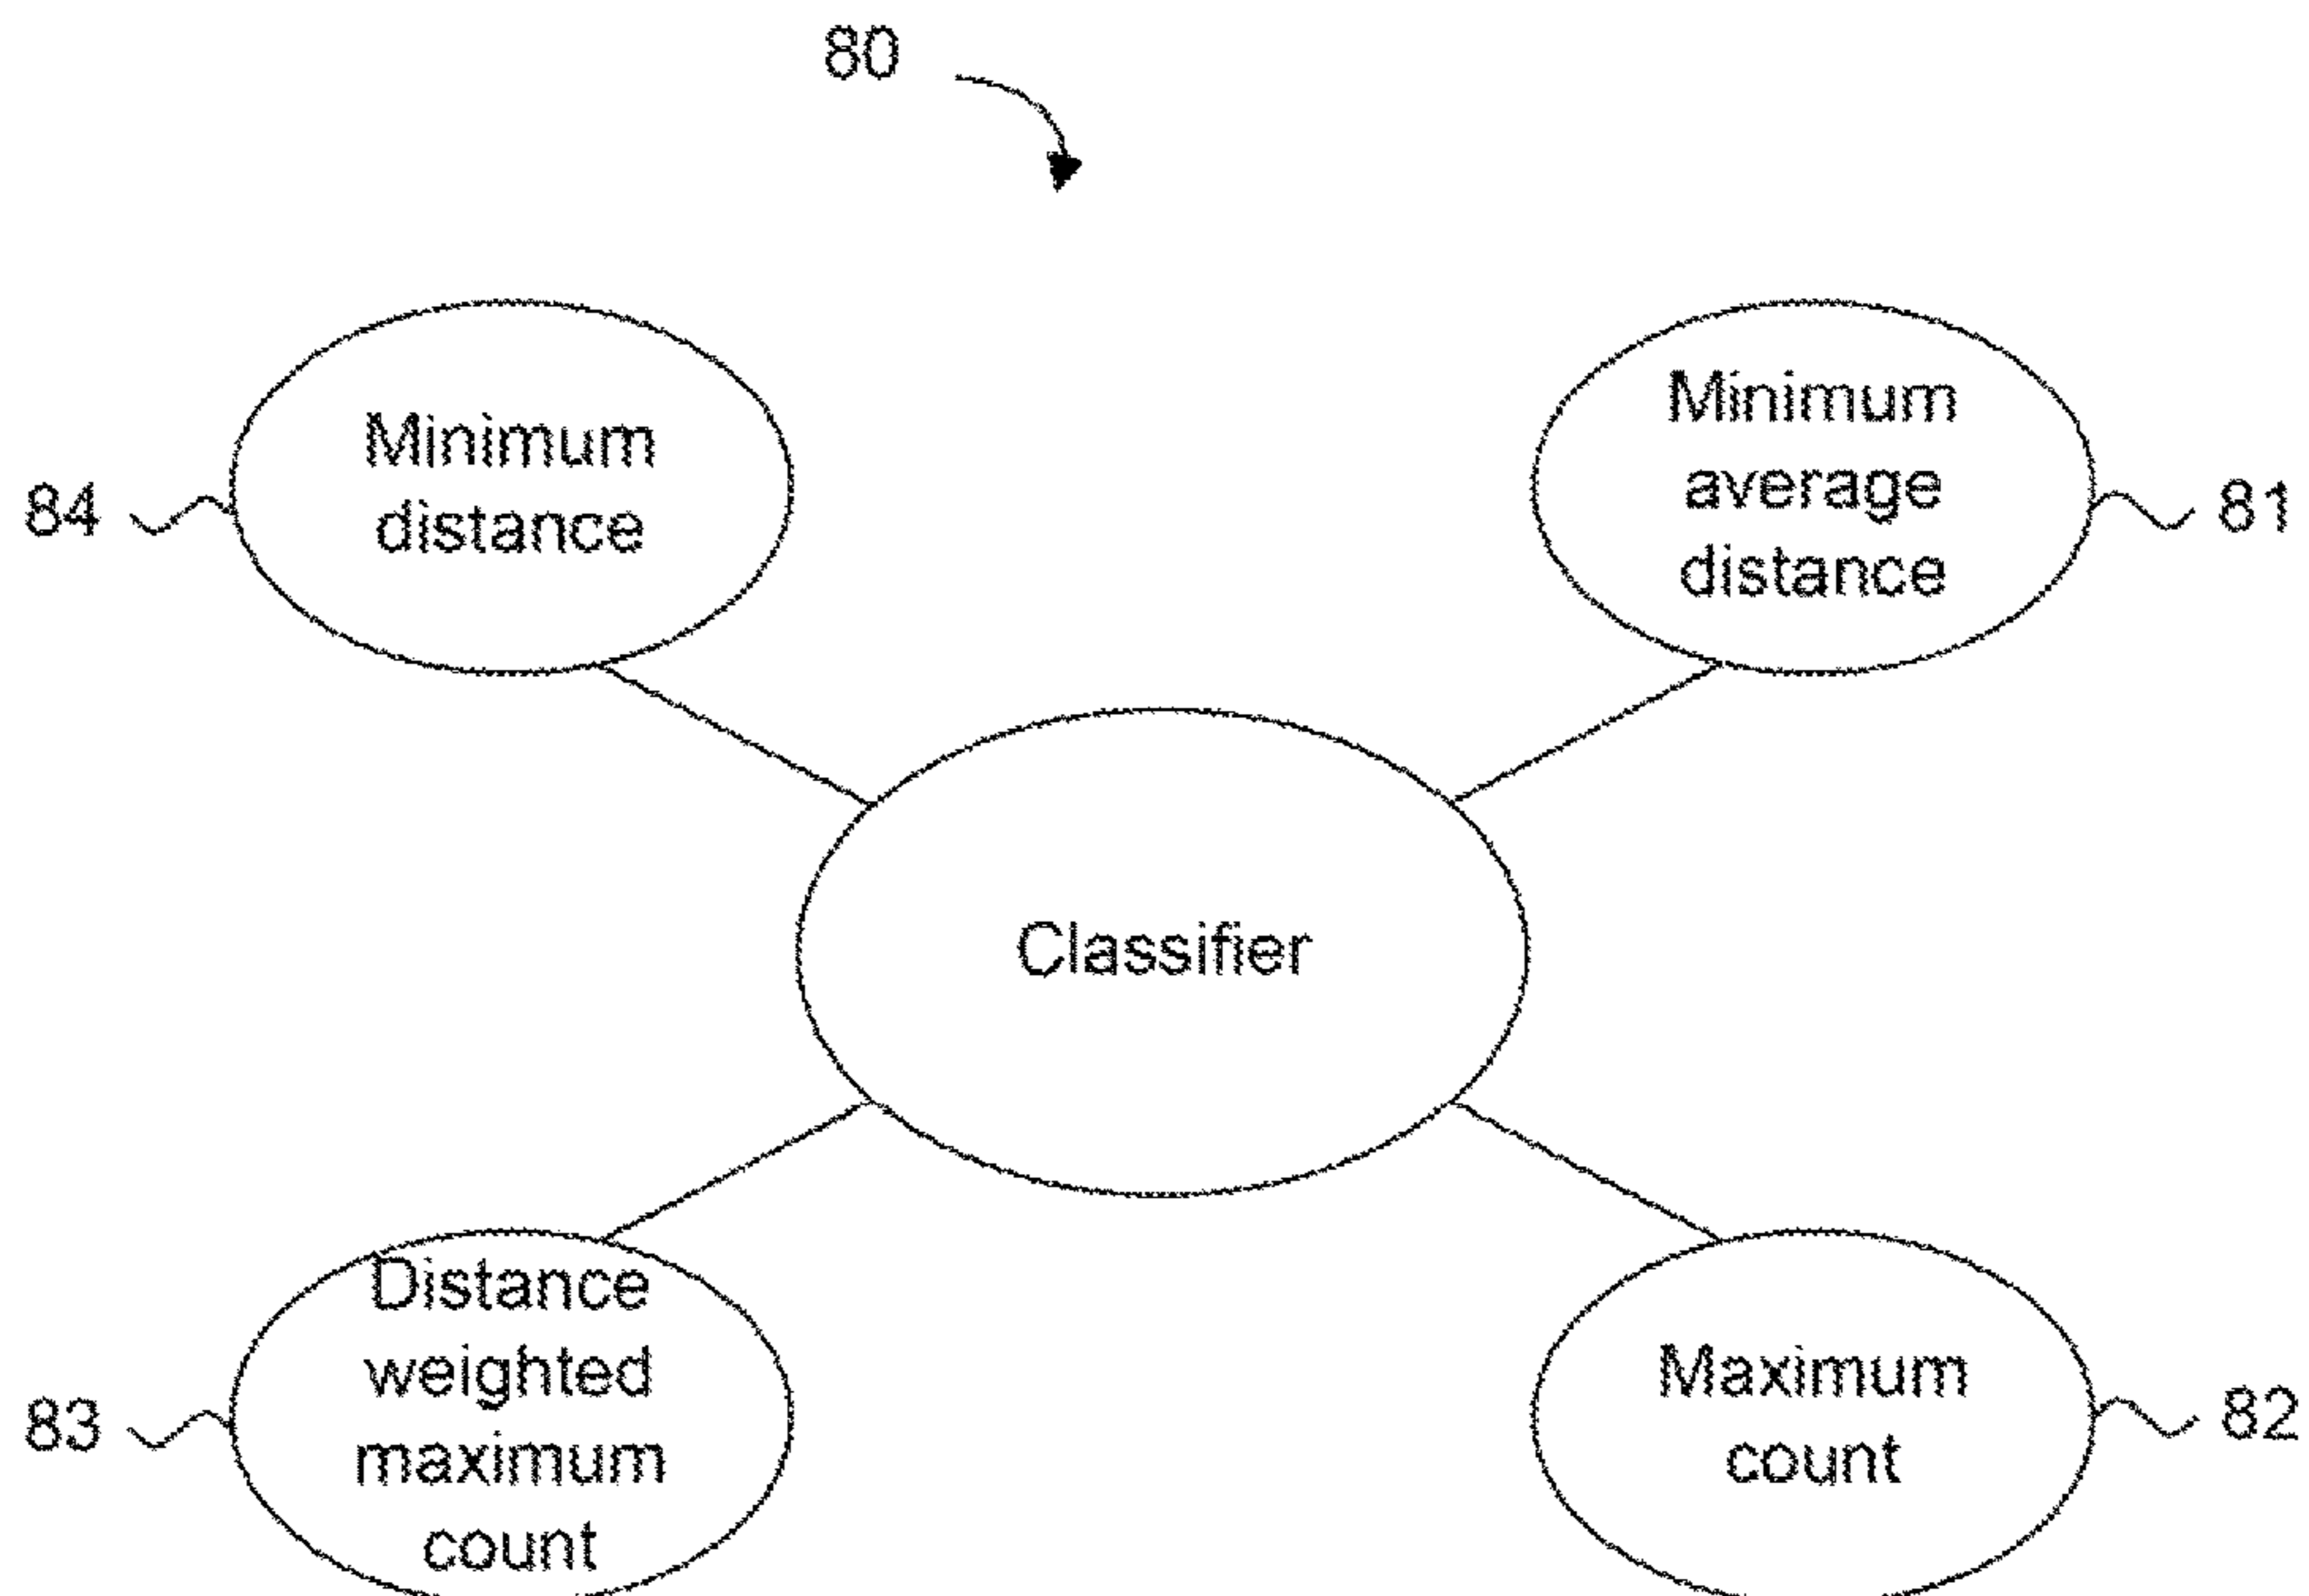 80
Minimum
distance
84
Minimum
average
distance
81
Classifier
Distance
weighted
maximum
count
83
Maximum
count
82